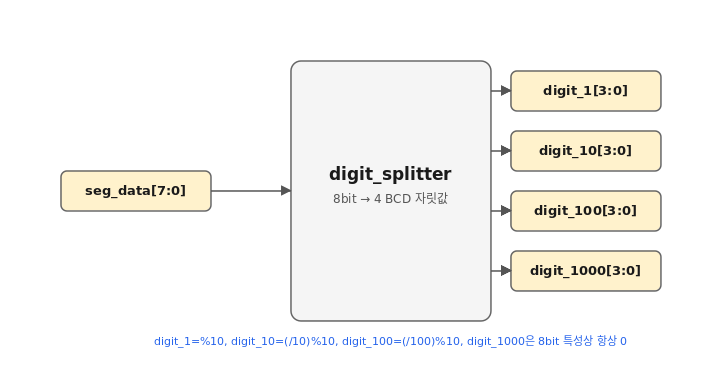 digit_1[3:0]
digit_10[3:0]
digit_splitter
seg_data[7:0]
8bit → 4 BCD 자릿값
digit_100[3:0]
digit_1000[3:0]
digit_1=%10, digit_10=(/10)%10, digit_100=(/100)%10, digit_1000은 8bit 특성상 항상 0